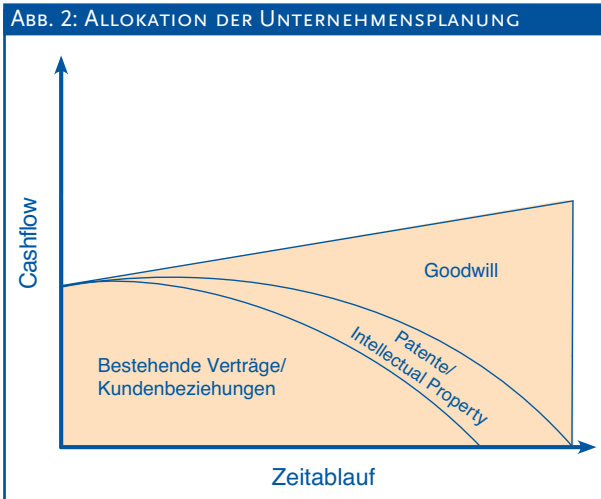 ABB. 2: ALLOKATION DER UNTERNEHMENSPLANUNG
Cashflow
Goodwill
Patente/
Intellectual Property
Bestehende Verträge/
Kundenbeziehungen
Zeitablauf